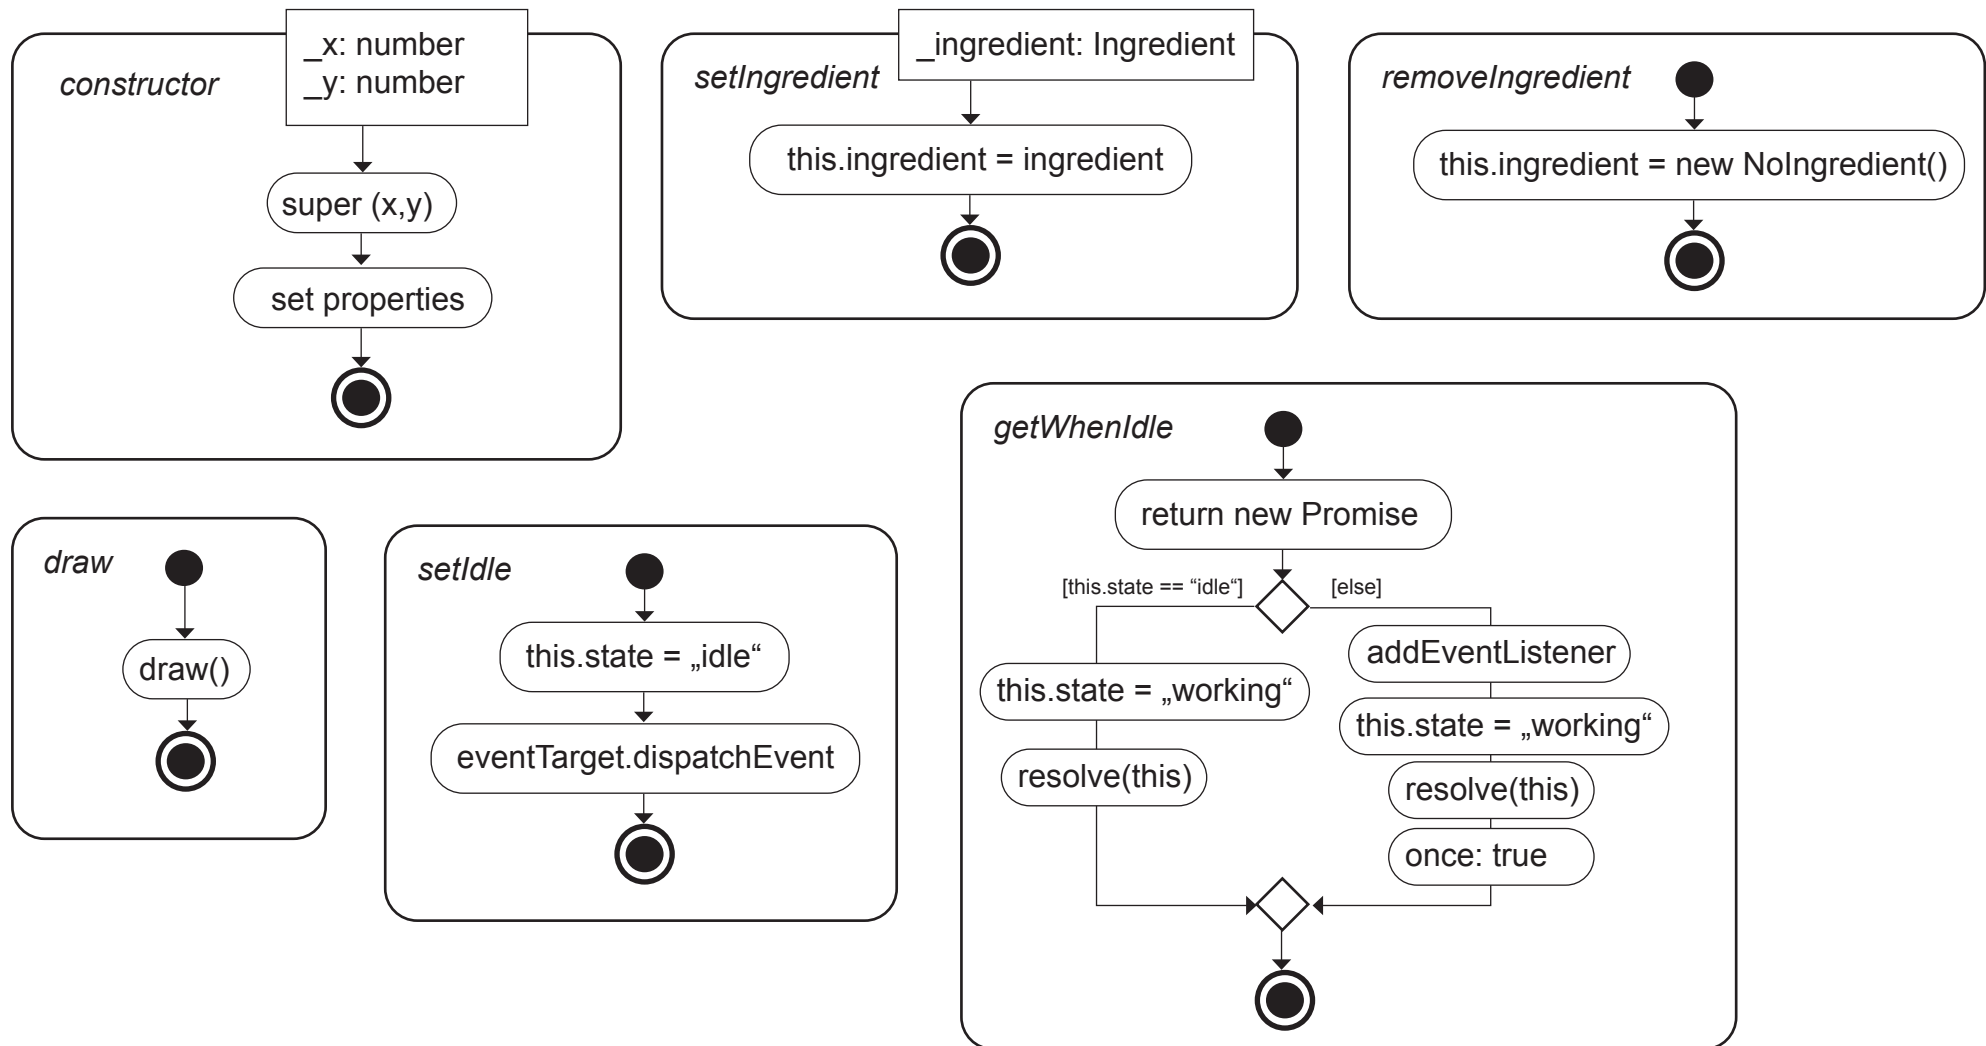 constructor
_x: number
_y: number
super (x,y)
set properties
setIngredient
_ingredient: Ingredient
this.ingredient = ingredient
removeIngredient
this.ingredient = new NoIngredient()
draw
draw()
setIdle
this.state = „idle“
eventTarget.dispatchEvent
getWhenIdle
return new Promise
[this.state == “idle“]
[else]
this.state = „working“
resolve(this)
addEventListener
this.state = „working“
resolve(this)
once: true